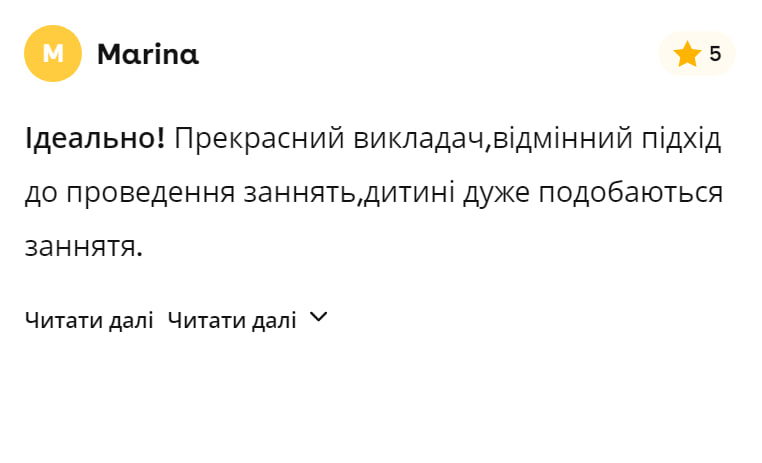 M Marina 5
Ідеально! Прекрасний викладач,відмінний підхід
до проведення заннять,дитині дуже подобаються
заннятя.
Читати далі Читати далі